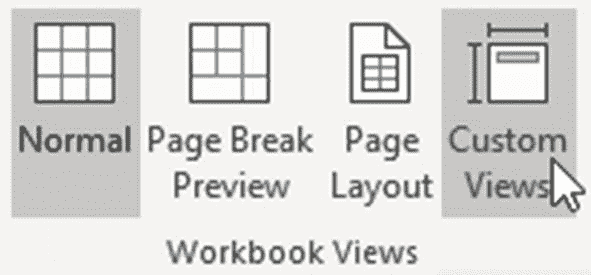 Normal
Page Break
Preview
Page
Layout
Custom
Views
Workbook Views